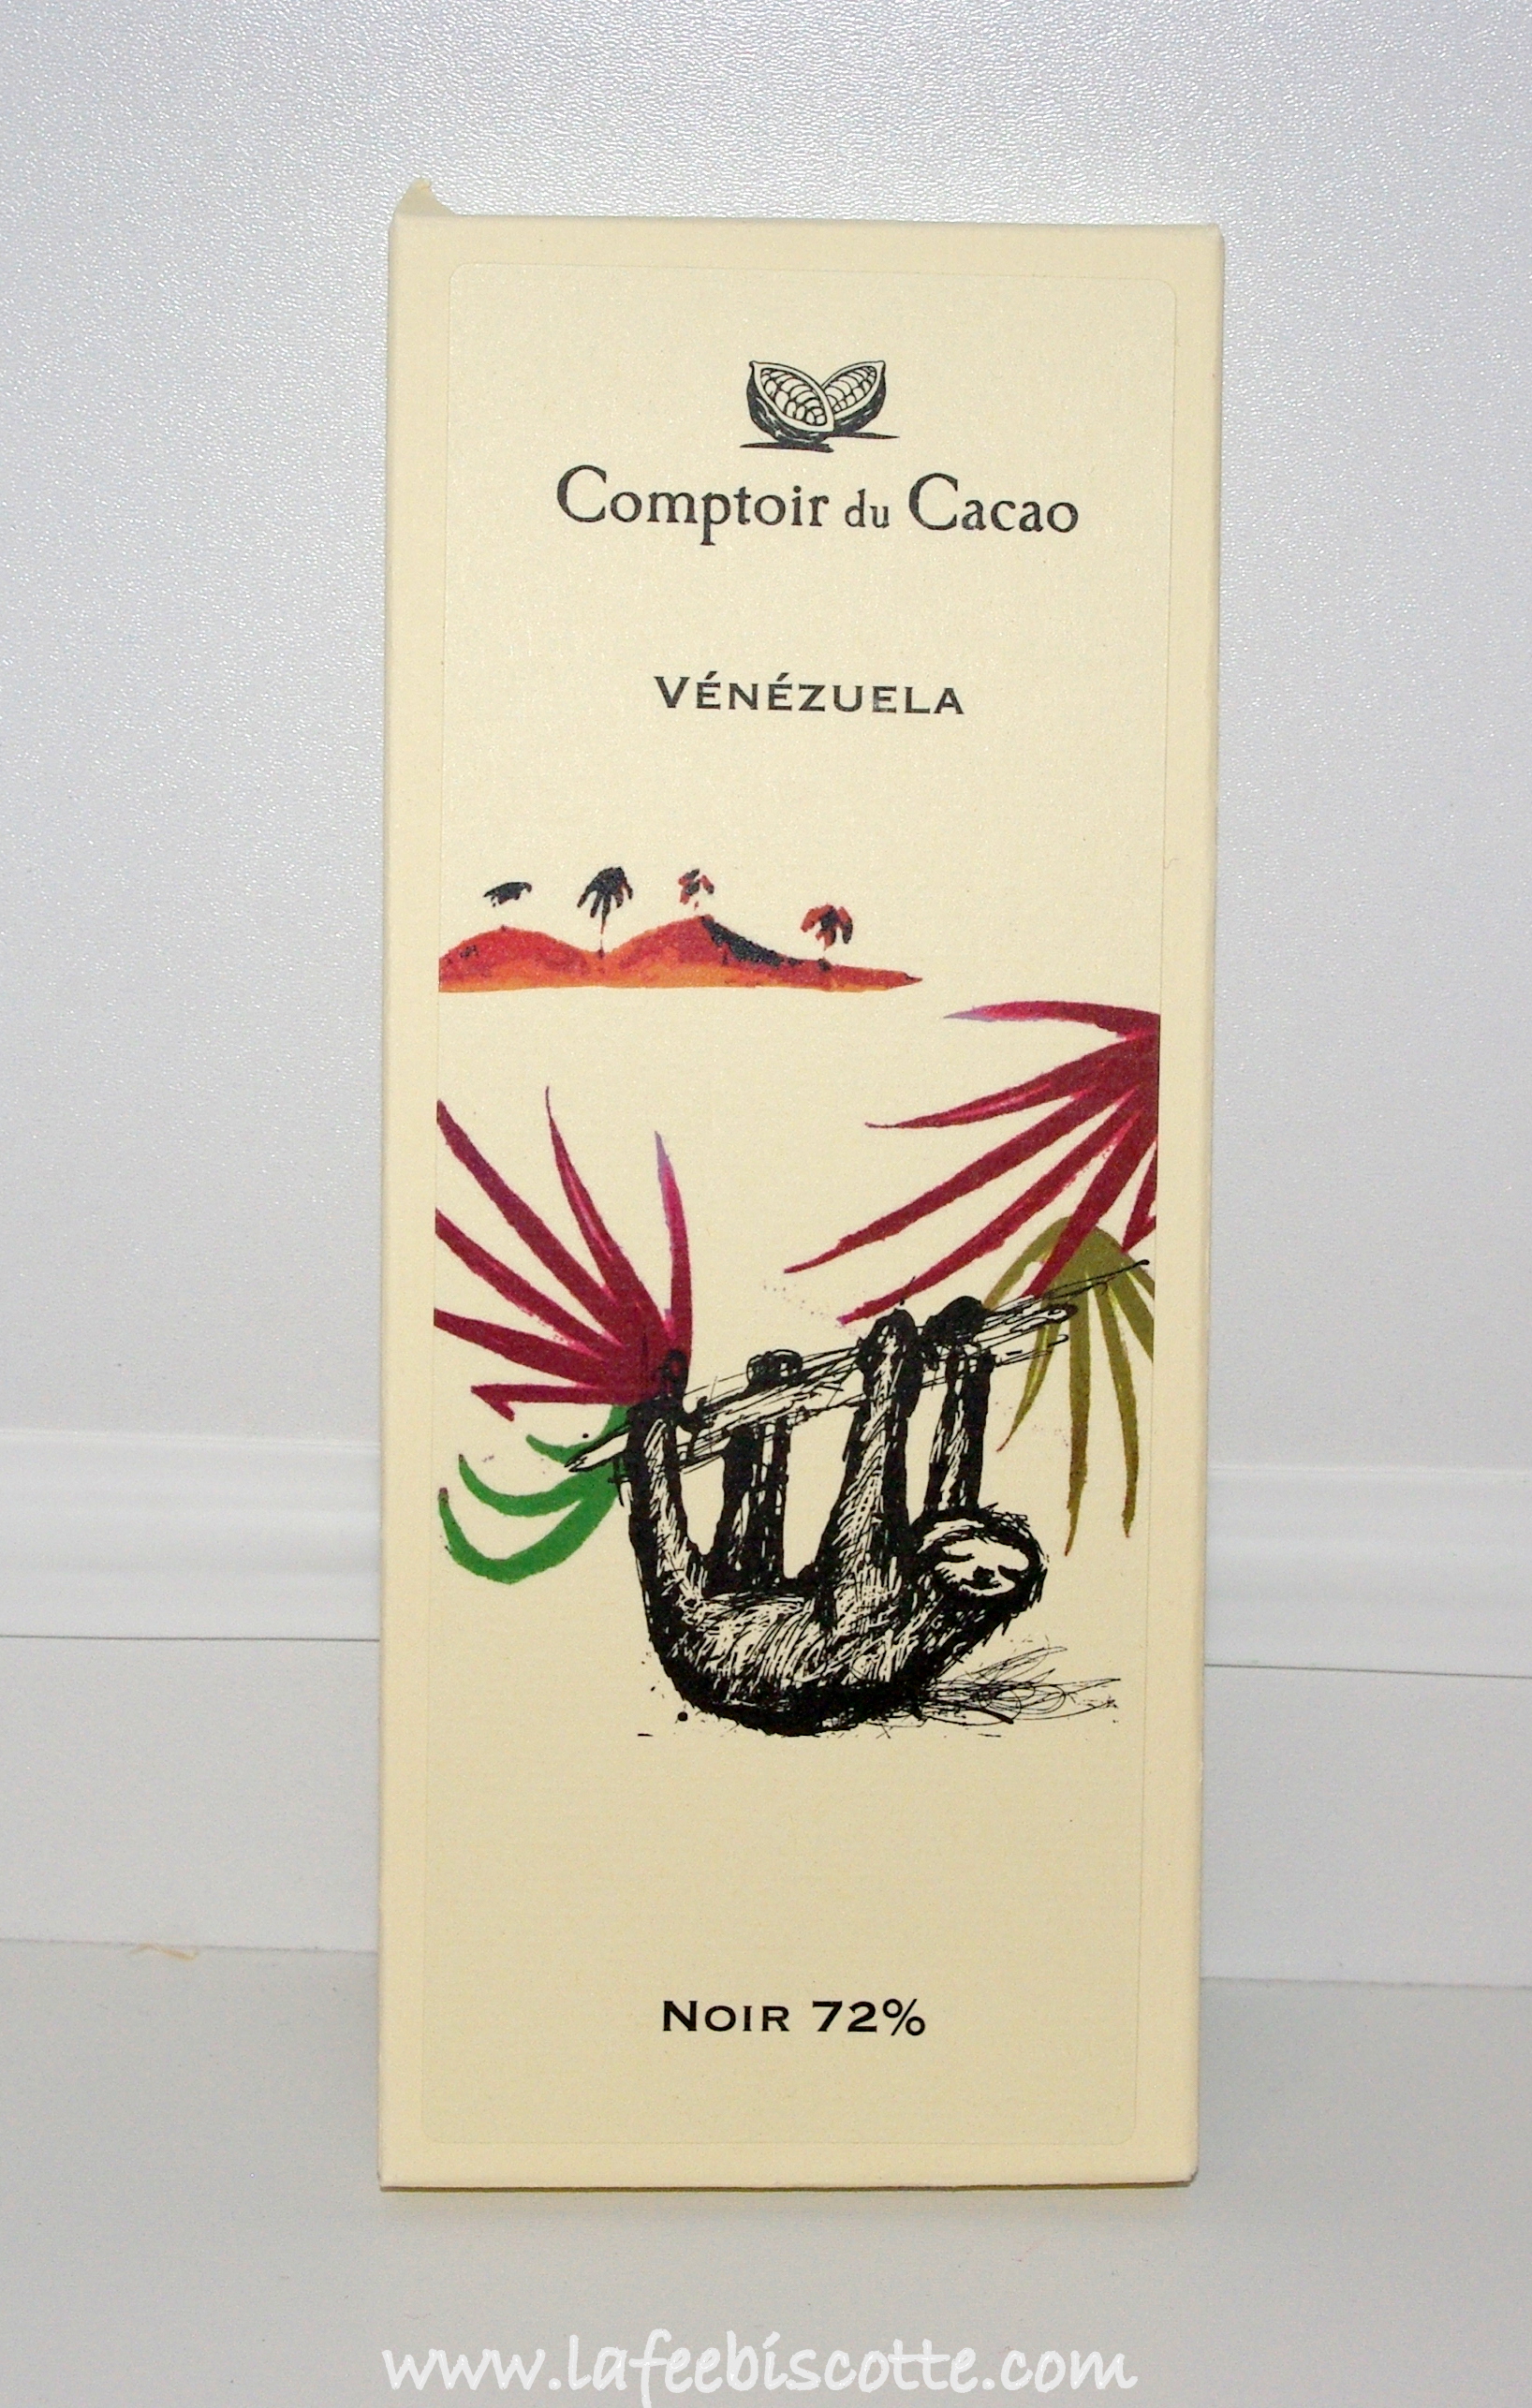 Comptoir du Cacao
VÉNÉZUELA
NOIR 72%
www.lafeebiscotte.com